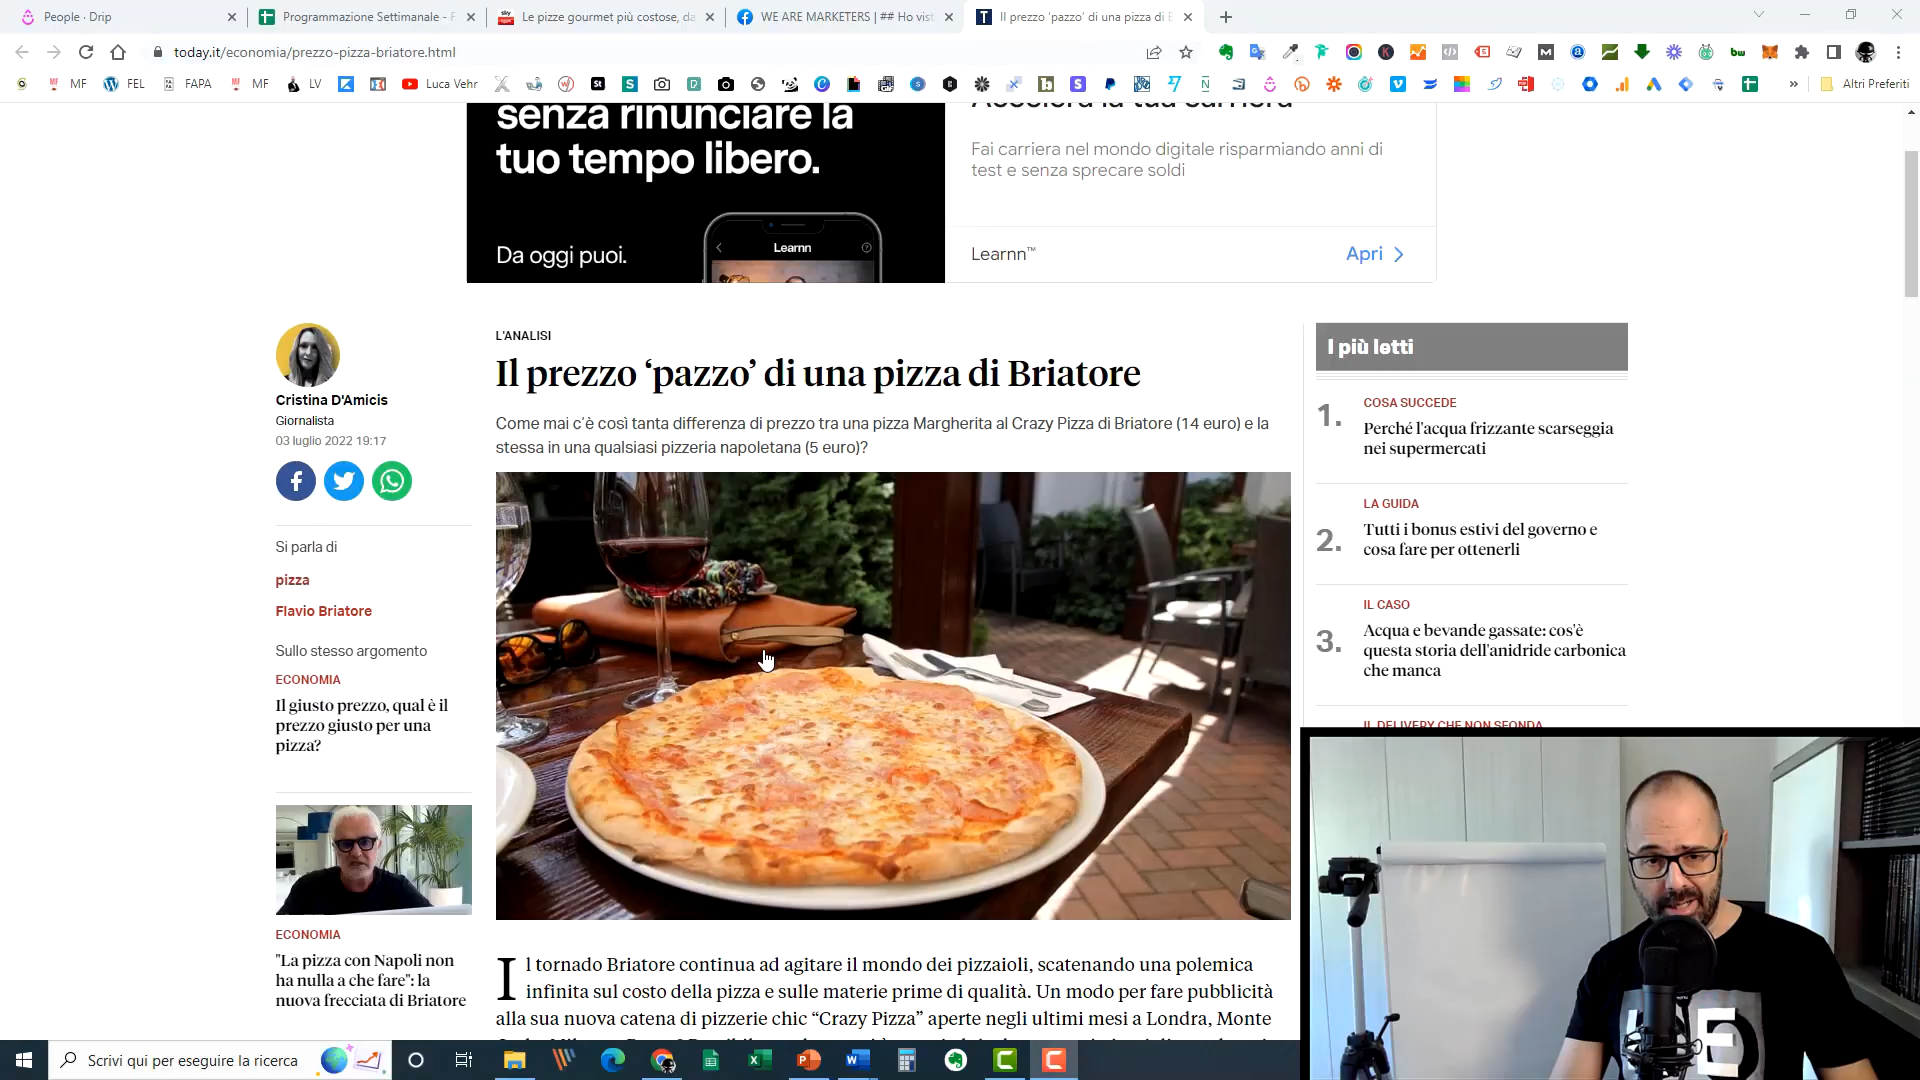 People · Drip
Programmazione Settimanale - F
Le pizze gourmet più costose, da
WE ARE MARKETERS | ## Ho vist
Il prezzo 'pazzo' di una pizza di B
today.it/economia/prezzo-pizza-briatore.html
MF
FEL
FAPA
MF
LV
Luca Vehr
Altri Preferiti
senza rinunciare la
tuo tempo libero.
Da oggi puoi.
Learnn
Accelera la tua carriera
Fai carriera nel mondo digitale risparmiando anni di
test e senza sprecare soldi
Learnn™
Apri
Cristina D'Amicis
Giornalista
03 luglio 2022 19:17
Si parla di
pizza
Flavio Briatore
Sullo stesso argomento
ECONOMIA
Il giusto prezzo, qual è il
prezzo giusto per una
pizza?
ECONOMIA
"La pizza con Napoli non
ha nulla a che fare": la
nuova frecciata di Briatore
L'ANALISI
Il prezzo ‘pazzo’ di una pizza di Briatore
Come mai c'è così tanta differenza di prezzo tra una pizza Margherita al Crazy Pizza di Briatore (14 euro) e la
stessa in una qualsiasi pizzeria napoletana (5 euro)?
Il tornado Briatore continua ad agitare il mondo dei pizzaioli, scatenando una polemica
infinita sul costo della pizza e sulle materie prime di qualità. Un modo per fare pubblicità
alla sua nuova catena di pizzerie chic “Crazy Pizza” aperte negli ultimi mesi a Londra, Monte
I più letti
1.
COSA SUCCEDE
Perché l'acqua frizzante scarseggia
nei supermercati
2.
LA GUIDA
Tutti i bonus estivi del governo e
cosa fare per ottenerli
3.
IL CASO
Acqua e bevande gassate: cos'è
questa storia dell'anidride carbonica
che manca
IL DELIVERY CHE NON SFONDA
Scrivi qui per eseguire la ricerca